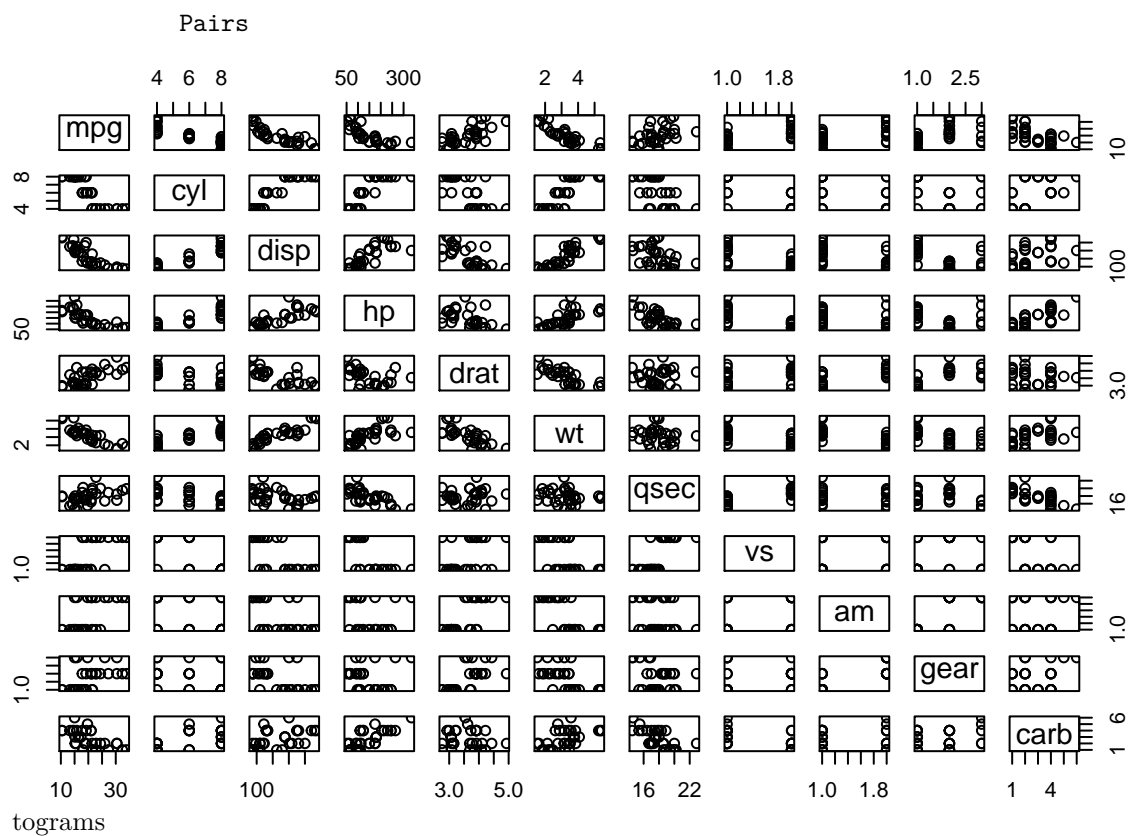 Pairs
4 6 8 50 300 2 4 1.0 1.8 1.0 2.5
mpg 10
4 8 cyl
disp 100
50 hp
drat 3.0
2 wt
qsec 16
1.0 vs
am 1.0
1.0 gear
carb 1 6
10 30 100 3.0 5.0 16 22 1.0 1.8 1 4
tograms